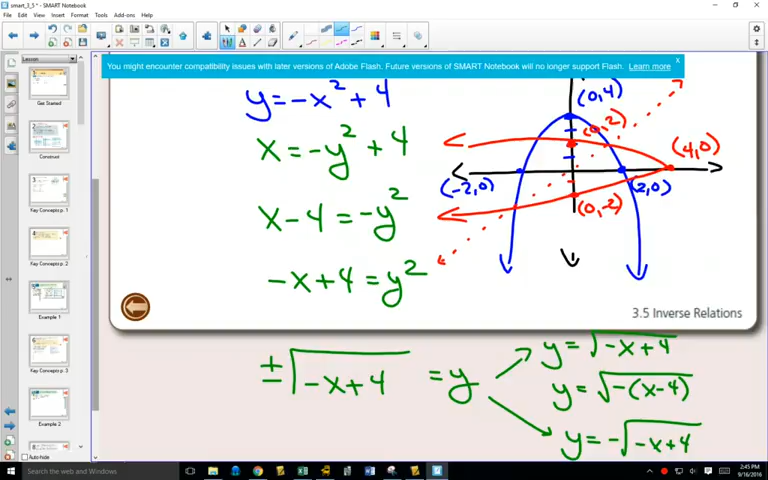 smart_3_5 * - SMART Notebook
File Edit View Insert Format Tools Add-ons Help
You might encounter compatibility issues with later versions of Adobe Flash. Future versions of SMART Notebook will no longer support Flash. Learn more
x
Lesson
Get Started
Construct
Key Concepts p. 1
Key Concepts p. 2
Example 1
Key Concepts p. 3
Example 2
Auto-hide
y = -x² + 4
x = -y² + 4
x - 4 = -y²
-x + 4 = y²
(0,4)
(0,2)
(4,0)
(-2,0)
(2,0)
(0,-2)
3.5 Inverse Relations
±√-x+4 = y
y = √-x+4
y = √-(x-4)
y = -√-x+4
Search the web and Windows
2:45 PM
9/16/2016